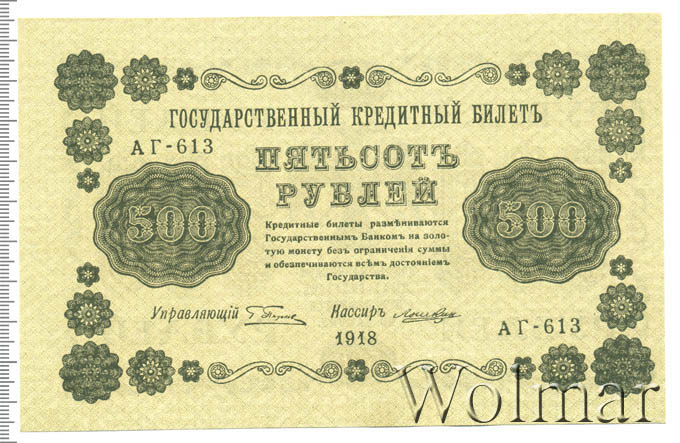 ГОСУДАРСТВЕННЫЙ КРЕДИТНЫЙ БИЛЕТЪ
АГ-613
ПЯТЬСОТЪ
РУБЛЕЙ
500
500
Кредитные билеты размѣниваются
Государственнымъ Банкомъ на золо-
тую монету безъ ограниченія суммы
и обезпечиваются всѣмъ достояніемъ
Государства.
Управляющій
Кассиръ
1918
АГ-613
Wolmar